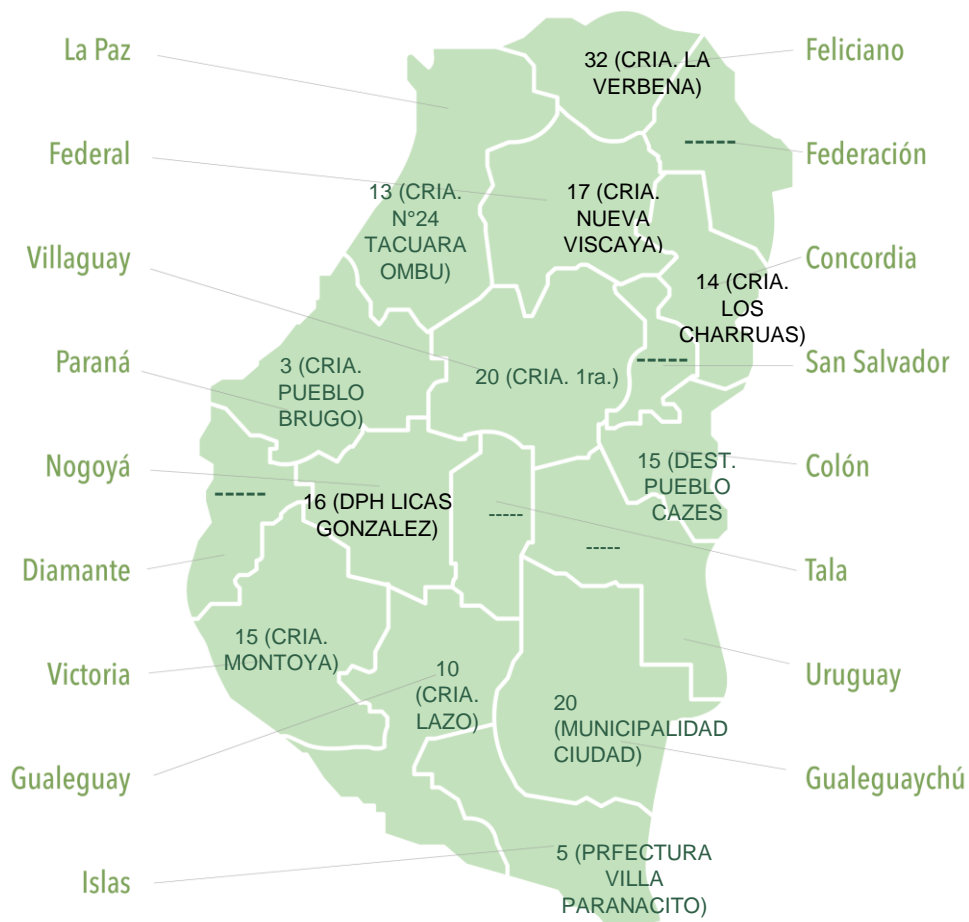 La Paz
32 (CRIA. LA
VERBENA)
Feliciano
Federal
-----
Federación
13 (CRIA.
N°24
TACUARA
OMBU)
17 (CRIA.
NUEVA
VISCAYA)
Villaguay
14 (CRIA.
LOS
CHARRUAS)
Concordia
Paraná
3 (CRIA.
PUEBLO
BRUGO)
20 (CRIA. 1ra.)
-----
San Salvador
Nogoyá
-----
16 (DPH LICAS
GONZALEZ)
-----
15 (DEST.
PUEBLO
CAZES
Colón
Diamante
-----
Tala
Victoria
15 (CRIA.
MONTOYA)
10
(CRIA.
LAZO)
Uruguay
20
(MUNICIPALIDAD
CIUDAD)
Gualeguay
Gualeguaychú
Islas
5 (PRFECTURA
VILLA
PARANACITO)